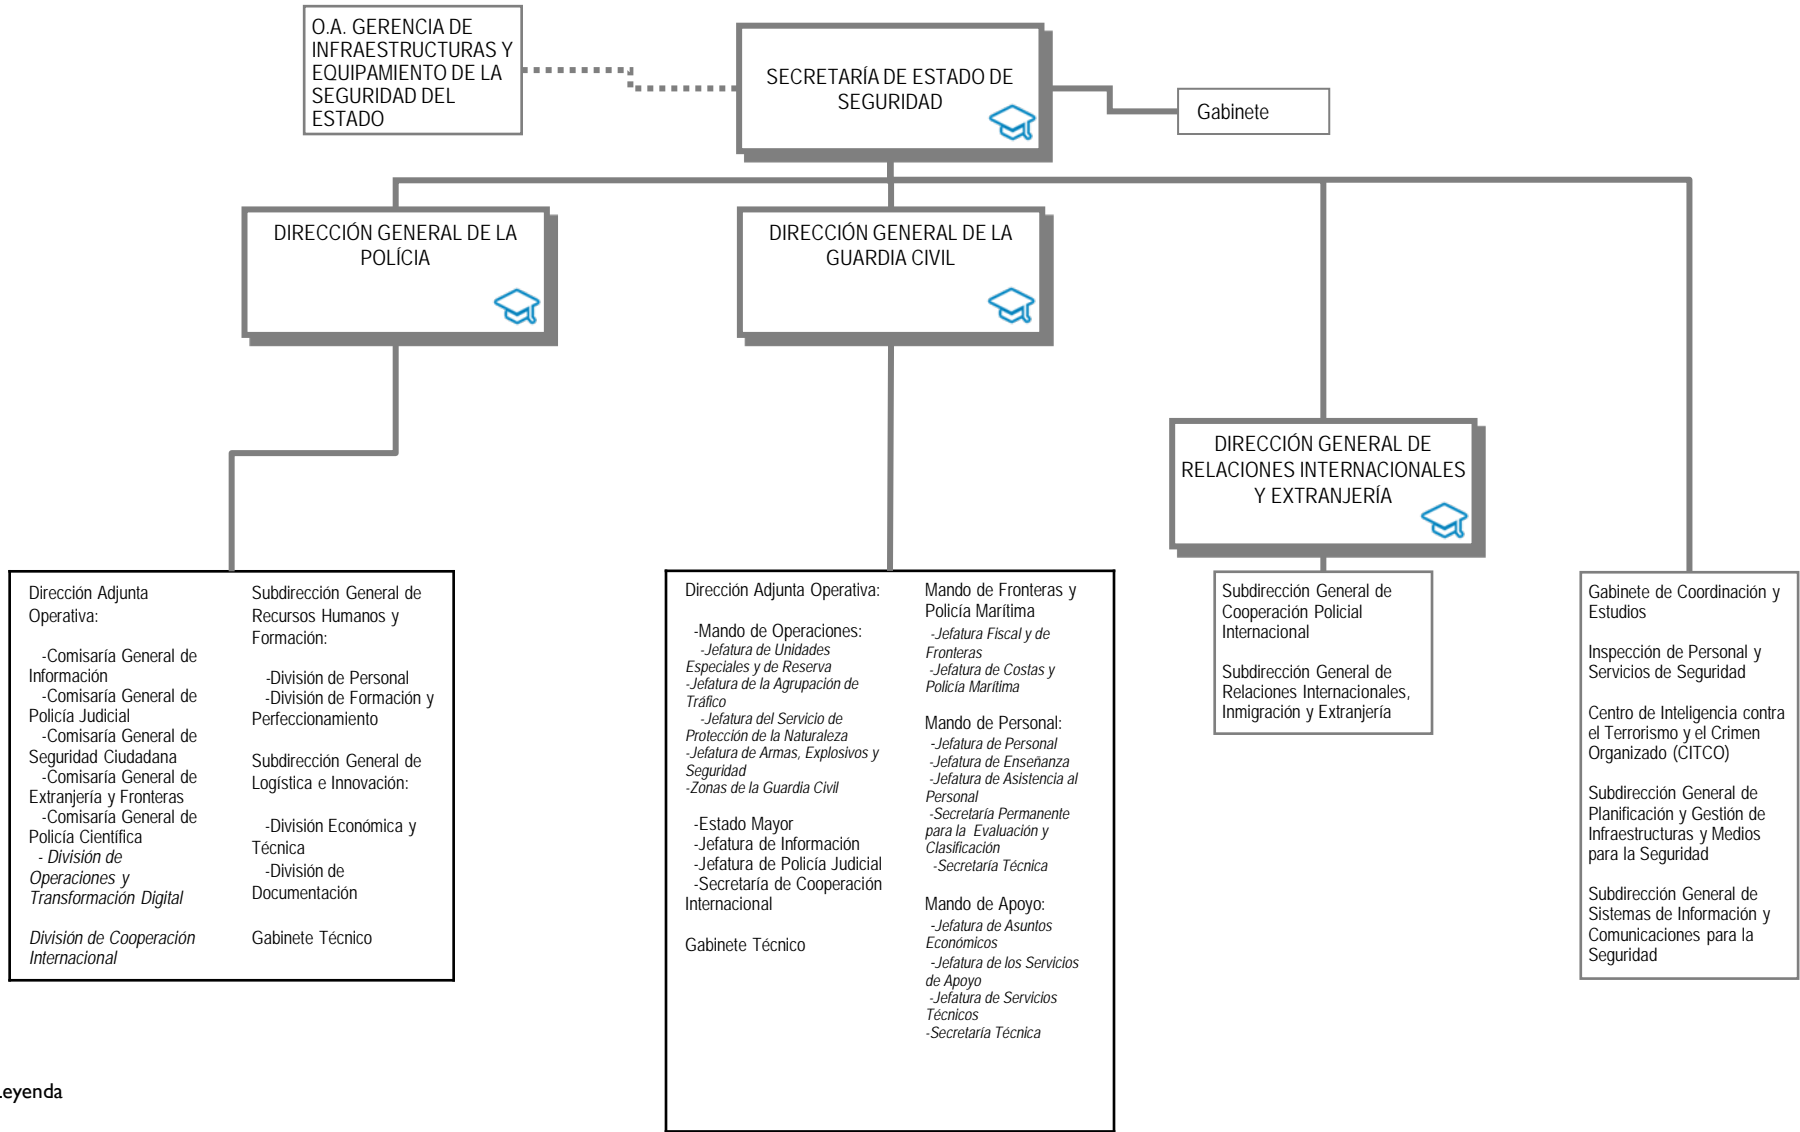 O.A. GERENCIA DE
INFRAESTRUCTURAS Y
EQUIPAMIENTO DE LA
SEGURIDAD DEL
ESTADO
SECRETARÍA DE ESTADO DE
SEGURIDAD
Gabinete
DIRECCIÓN GENERAL DE LA
POLÍCIA
DIRECCIÓN GENERAL DE LA
GUARDIA CIVIL
DIRECCIÓN GENERAL DE
RELACIONES INTERNACIONALES
Y EXTRANJERÍA
Dirección Adjunta
Operativa:
-Comisaría General de
Información
-Comisaría General de
Policía Judicial
-Comisaría General de
Seguridad Ciudadana
-Comisaría General de
Extranjería y Fronteras
-Comisaría General de
Policía Científica
- División de
Operaciones y
Transformación Digital
División de Cooperación
Internacional
Subdirección General de
Recursos Humanos y
Formación:
-División de Personal
-División de Formación y
Perfeccionamiento
Subdirección General de
Logística e Innovación:
-División Económica y
Técnica
-División de
Documentación
Gabinete Técnico
Dirección Adjunta Operativa:
-Mando de Operaciones:
-Jefatura de Unidades
Especiales y de Reserva
-Jefatura de la Agrupación de
Tráfico
-Jefatura del Servicio de
Protección de la Naturaleza
-Jefatura de Armas, Explosivos y
Seguridad
-Zonas de la Guardia Civil
-Estado Mayor
-Jefatura de Información
-Jefatura de Policía Judicial
-Secretaría de Cooperación
Internacional
Gabinete Técnico
Mando de Fronteras y
Policía Marítima
-Jefatura Fiscal y de
Fronteras
-Jefatura de Costas y
Policía Marítima
Mando de Personal:
-Jefatura de Personal
-Jefatura de Enseñanza
-Jefatura de Asistencia al
Personal
-Secretaría Permanente
para la Evaluación y
Clasificación
-Secretaría Técnica
Mando de Apoyo:
-Jefatura de Asuntos
Económicos
-Jefatura de los Servicios
de Apoyo
-Jefatura de Servicios
Técnicos
-Secretaría Técnica
Subdirección General de
Cooperación Policial
Internacional
Subdirección General de
Relaciones Internacionales,
Inmigración y Extranjería
Gabinete de Coordinación y
Estudios
Inspección de Personal y
Servicios de Seguridad
Centro de Inteligencia contra
el Terrorismo y el Crimen
Organizado (CITCO)
Subdirección General de
Planificación y Gestión de
Infraestructuras y Medios
para la Seguridad
Subdirección General de
Sistemas de Información y
Comunicaciones para la
Seguridad
Leyenda